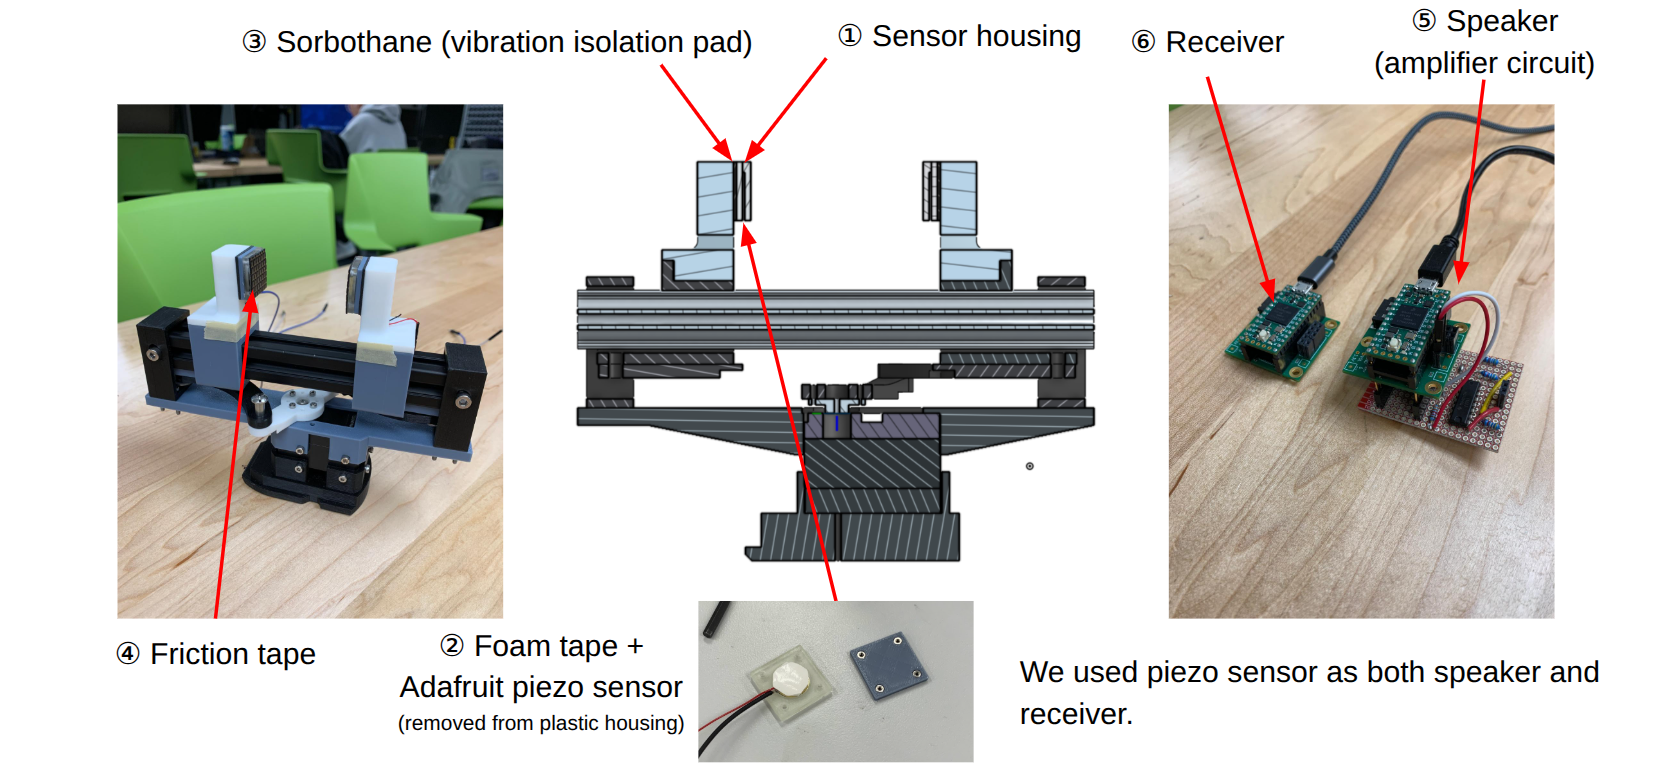 ③ Sorbothane (vibration isolation pad)
① Sensor housing
⑥ Receiver
⑤ Speaker
(amplifier circuit)
④ Friction tape
② Foam tape +
Adafruit piezo sensor
(removed from plastic housing)
We used piezo sensor as both speaker and
receiver.